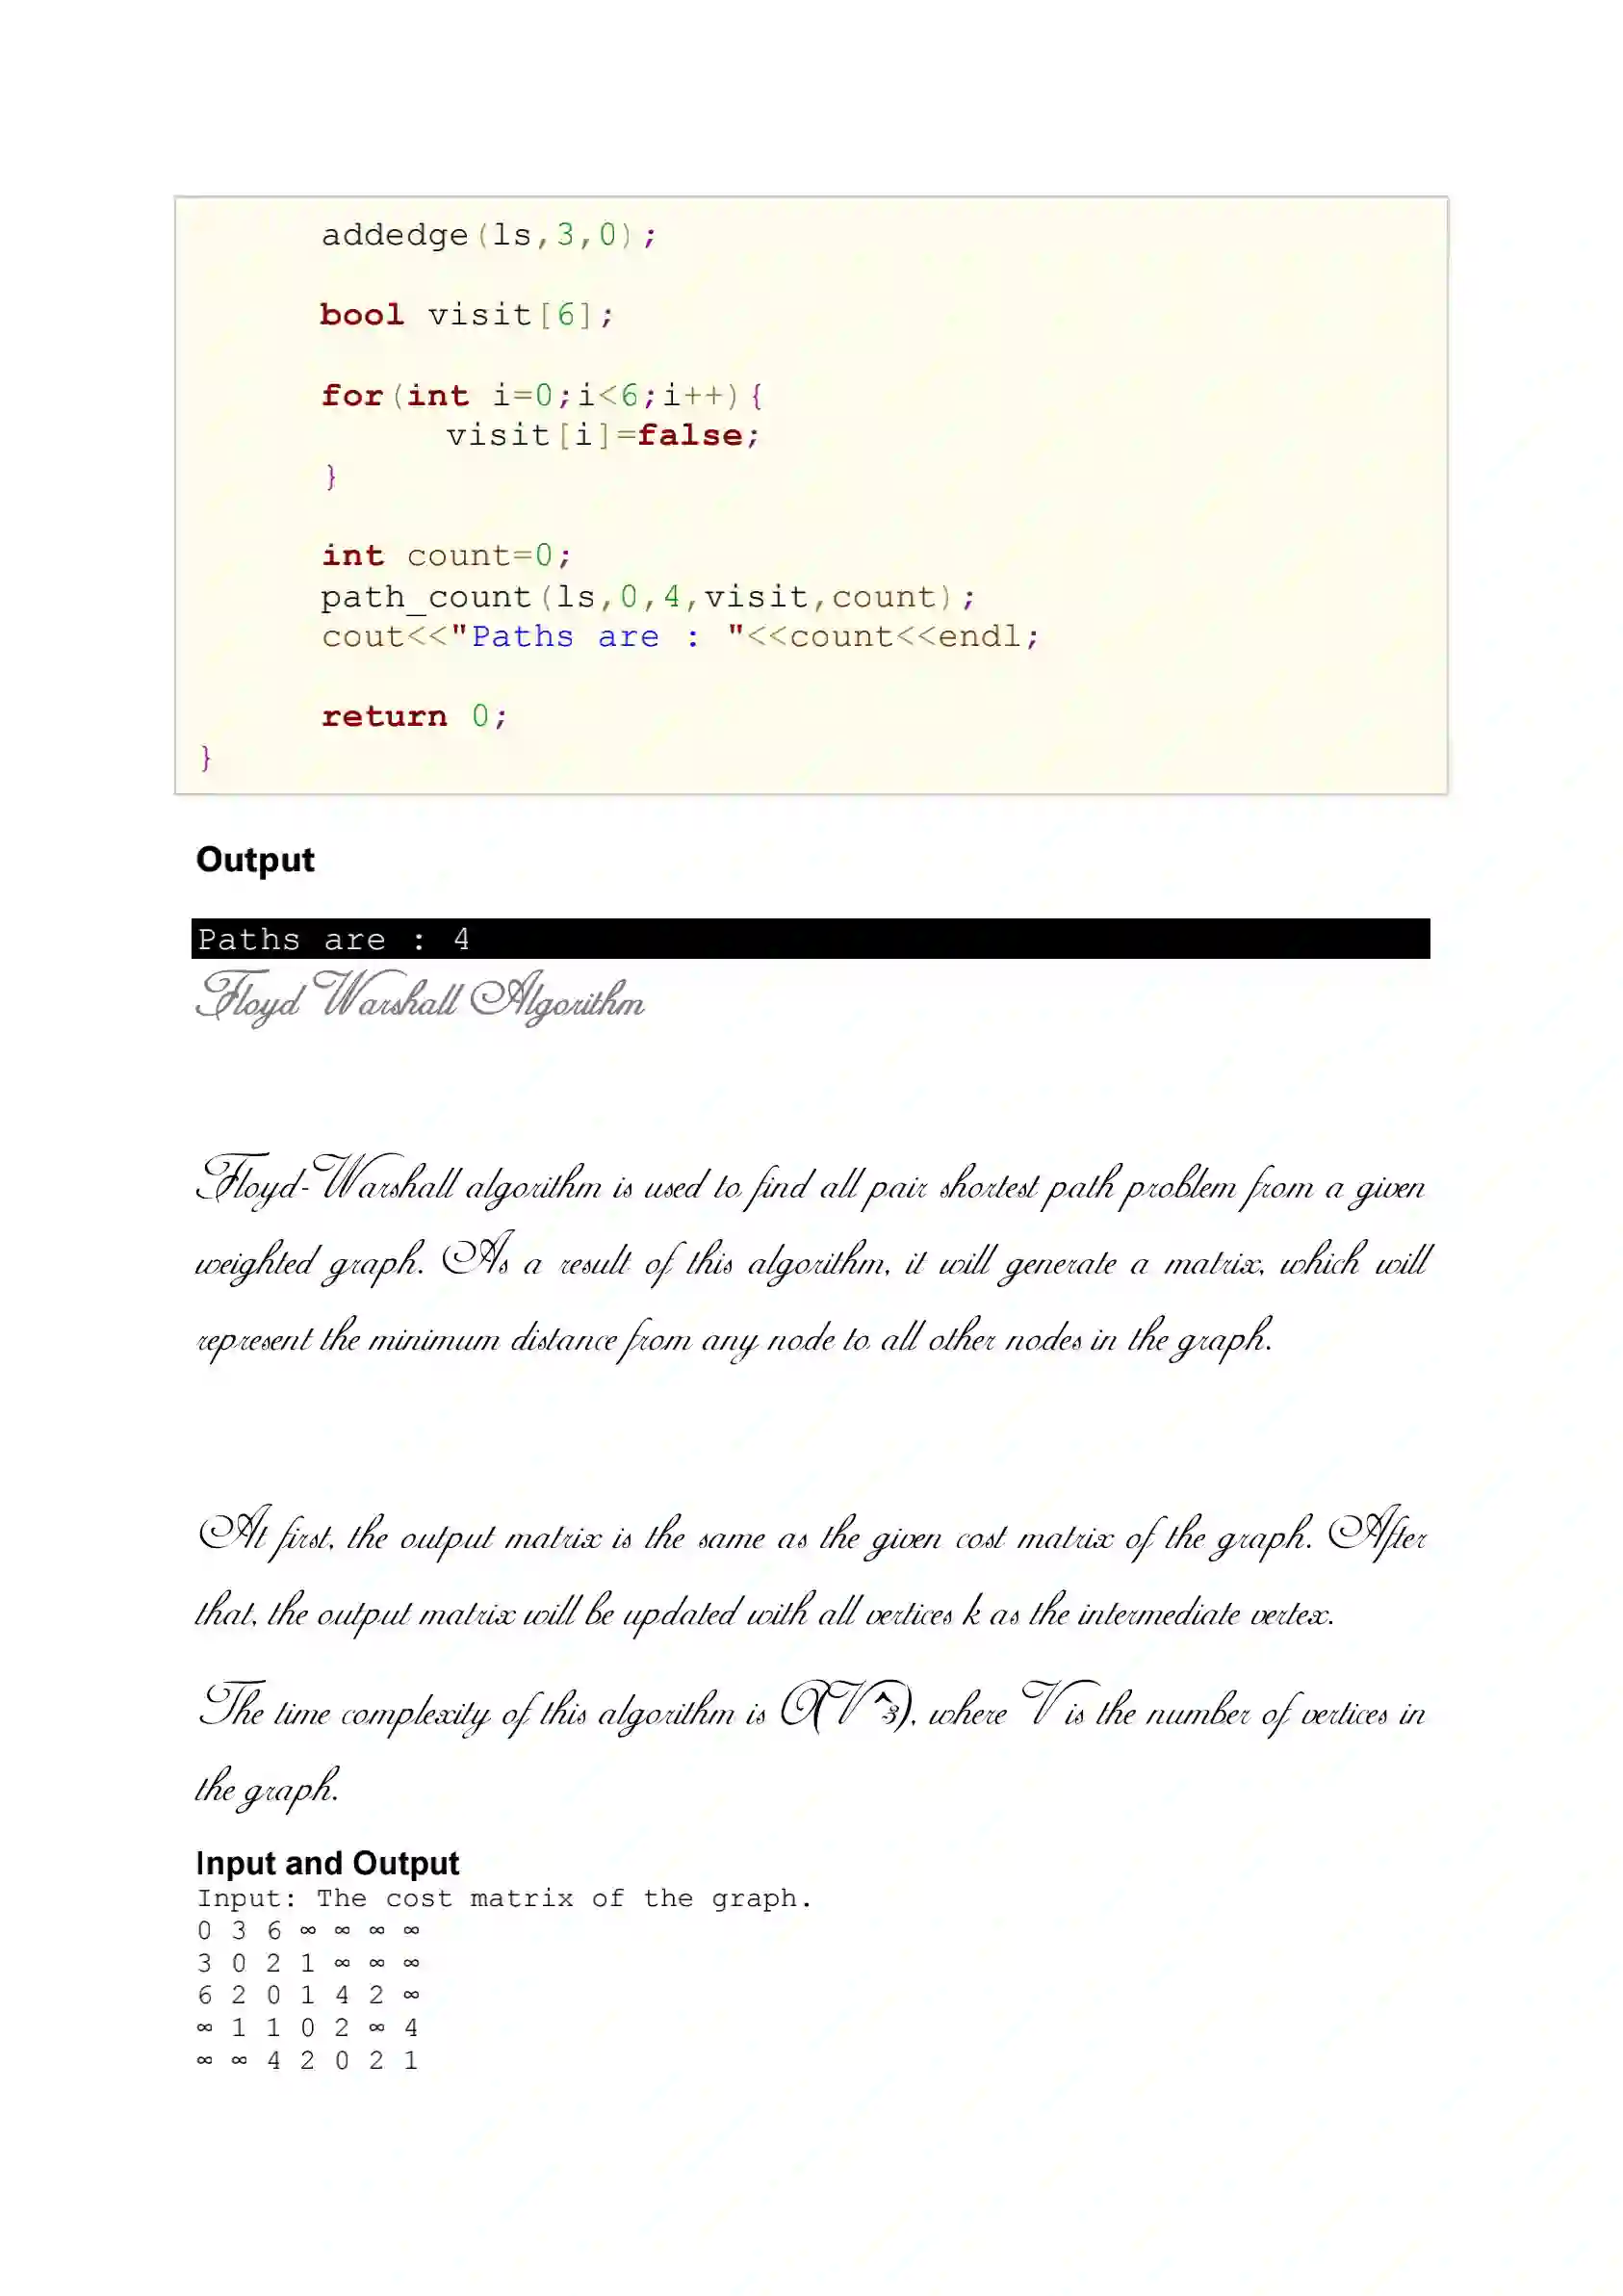 addedge(ls,3,0);
bool visit[6];
for(int i=0;i<6;i++){
visit[i]=false;
}
int count=0;
path_count(ls,0,4,visit,count);
cout<<"Paths are : "<<count<<endl;
return 0;
}
Output
Paths are : 4
Floyd Warshall Algorithm
Floyd-Warshall algorithm is used to find all pair shortest path problem from a given
weighted graph. As a result of this algorithm, it will generate a matrix, which will
represent the minimum distance from any node to all other nodes in the graph.
At first, the output matrix is the same as the given cost matrix of the graph. After
that, the output matrix will be updated with all vertices k as the intermediate vertex.
The time complexity of this algorithm is O(V^3), where V is the number of vertices in
the graph.
Input and Output
Input: The cost matrix of the graph.
0 3 6 ∞ ∞ ∞ ∞
3 0 2 1 ∞ ∞ ∞
6 2 0 1 4 2 ∞
∞ 1 1 0 2 ∞ 4
∞ ∞ 4 2 0 2 1